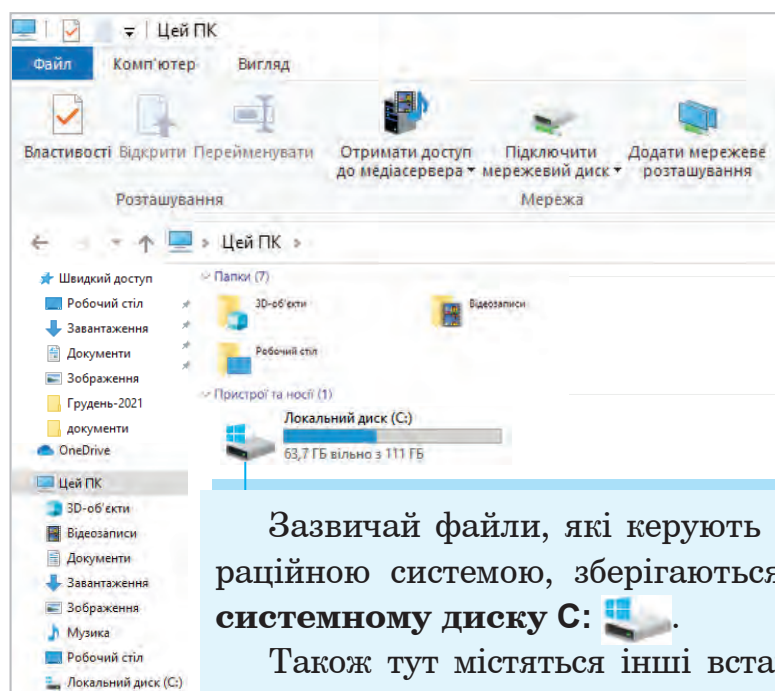 Цей ПК
Файл Комп'ютер Вигляд
Властивості Відкрити Перейменувати Отримати доступ до медіасервера Підключити мережевий диск Додати мережеве розташування
Розташування Мережа
Цей ПК
Швидкий доступ
Робочий стіл
Завантаження
Документи
Зображення
Грудень-2021
документи
OneDrive
Цей ПК
3D-об'єкти
Відеозаписи
Документи
Завантаження
Зображення
Музика
Робочий стіл
Локальний диск (C:)
Папки (7)
3D-об'єкти Відеозаписи
Робочий стіл
Пристрої та носії (1)
Локальний диск (C:)
63,7 ГБ вільно з 111 ГБ
Зазвичай файли, які керують
раційною системою, зберігаються
системному диску C: .
Також тут містяться інші вста